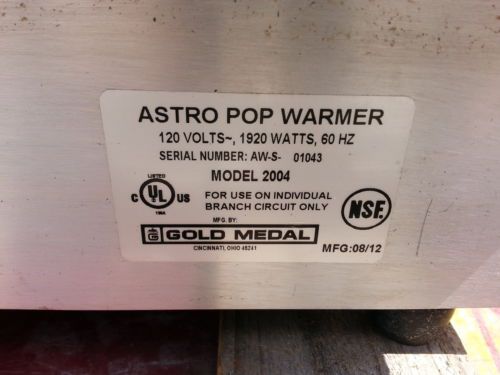 ASTRO POP WARMER
120 VOLTS~, 1920 WATTS, 60 HZ
SERIAL NUMBER: AW-S- 01043
MODEL 2004
LISTED
C UL US
FOR USE ON INDIVIDUAL
BRANCH CIRCUIT ONLY
NSF.
MFG. BY:
GOLD MEDAL
CINCINNATI, OHIO 45241
MFG:08/12